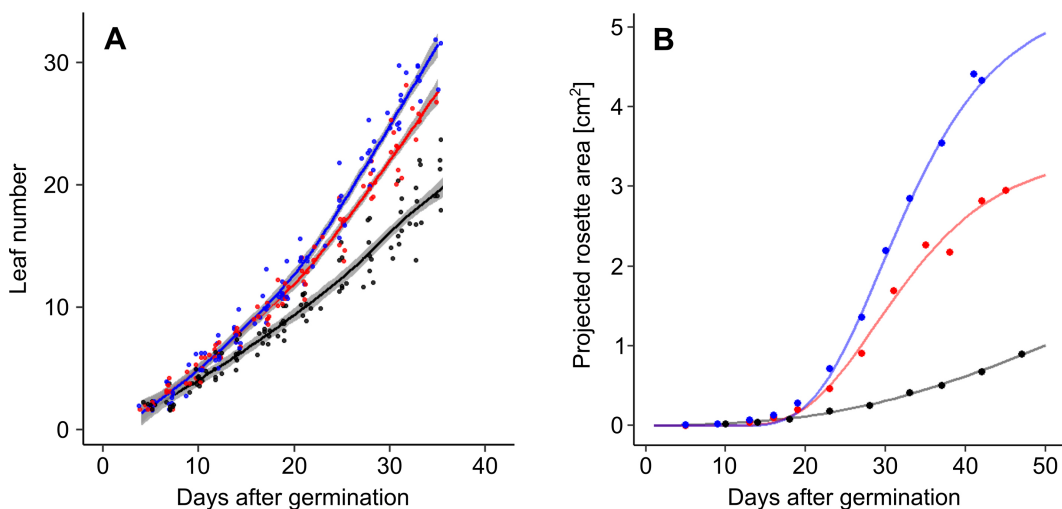 A
Leaf number
30
20
10
0
0 10 20 30 40
Days after germination
B
Projected rosette area [cm²]
5
4
3
2
1
0
0 10 20 30 40 50
Days after germination